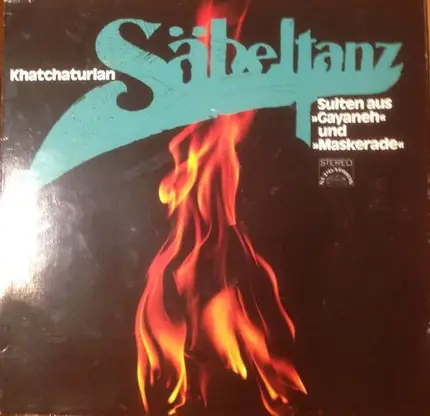 Khatchaturian
Säbeltanz
Suiten aus
»Gayaneh«
und
»Maskerade«
STEREO